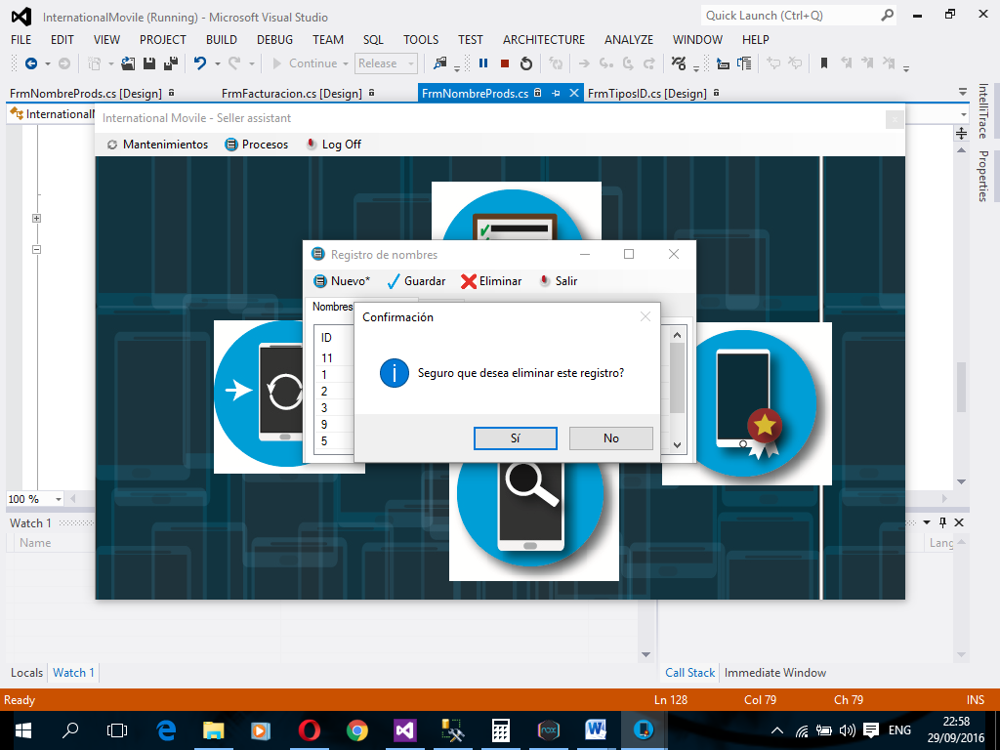 InternationalMovile (Running) - Microsoft Visual Studio
Quick Launch (Ctrl+Q)
FILE EDIT VIEW PROJECT BUILD DEBUG TEAM SQL TOOLS TEST ARCHITECTURE ANALYZE WINDOW HELP
Continue Release
FrmNombreProds.cs [Design] FrmFacturacion.cs [Design] FrmNombreProds.cs FrmTiposID.cs [Design]
IntelliTrace
Properties
International
International Movile - Seller assistant
Mantenimientos Procesos Log Off
Registro de nombres
Nuevo* Guardar Eliminar Salir
Nombres
Confirmación
ID
11
1
2
3
9
5
Seguro que desea eliminar este registro?
Sí No
100 %
Watch 1
Name
Lang
Locals Watch 1 Call Stack Immediate Window
Ready Ln 128 Col 79 Ch 79 INS
ENG
22:58
29/09/2016